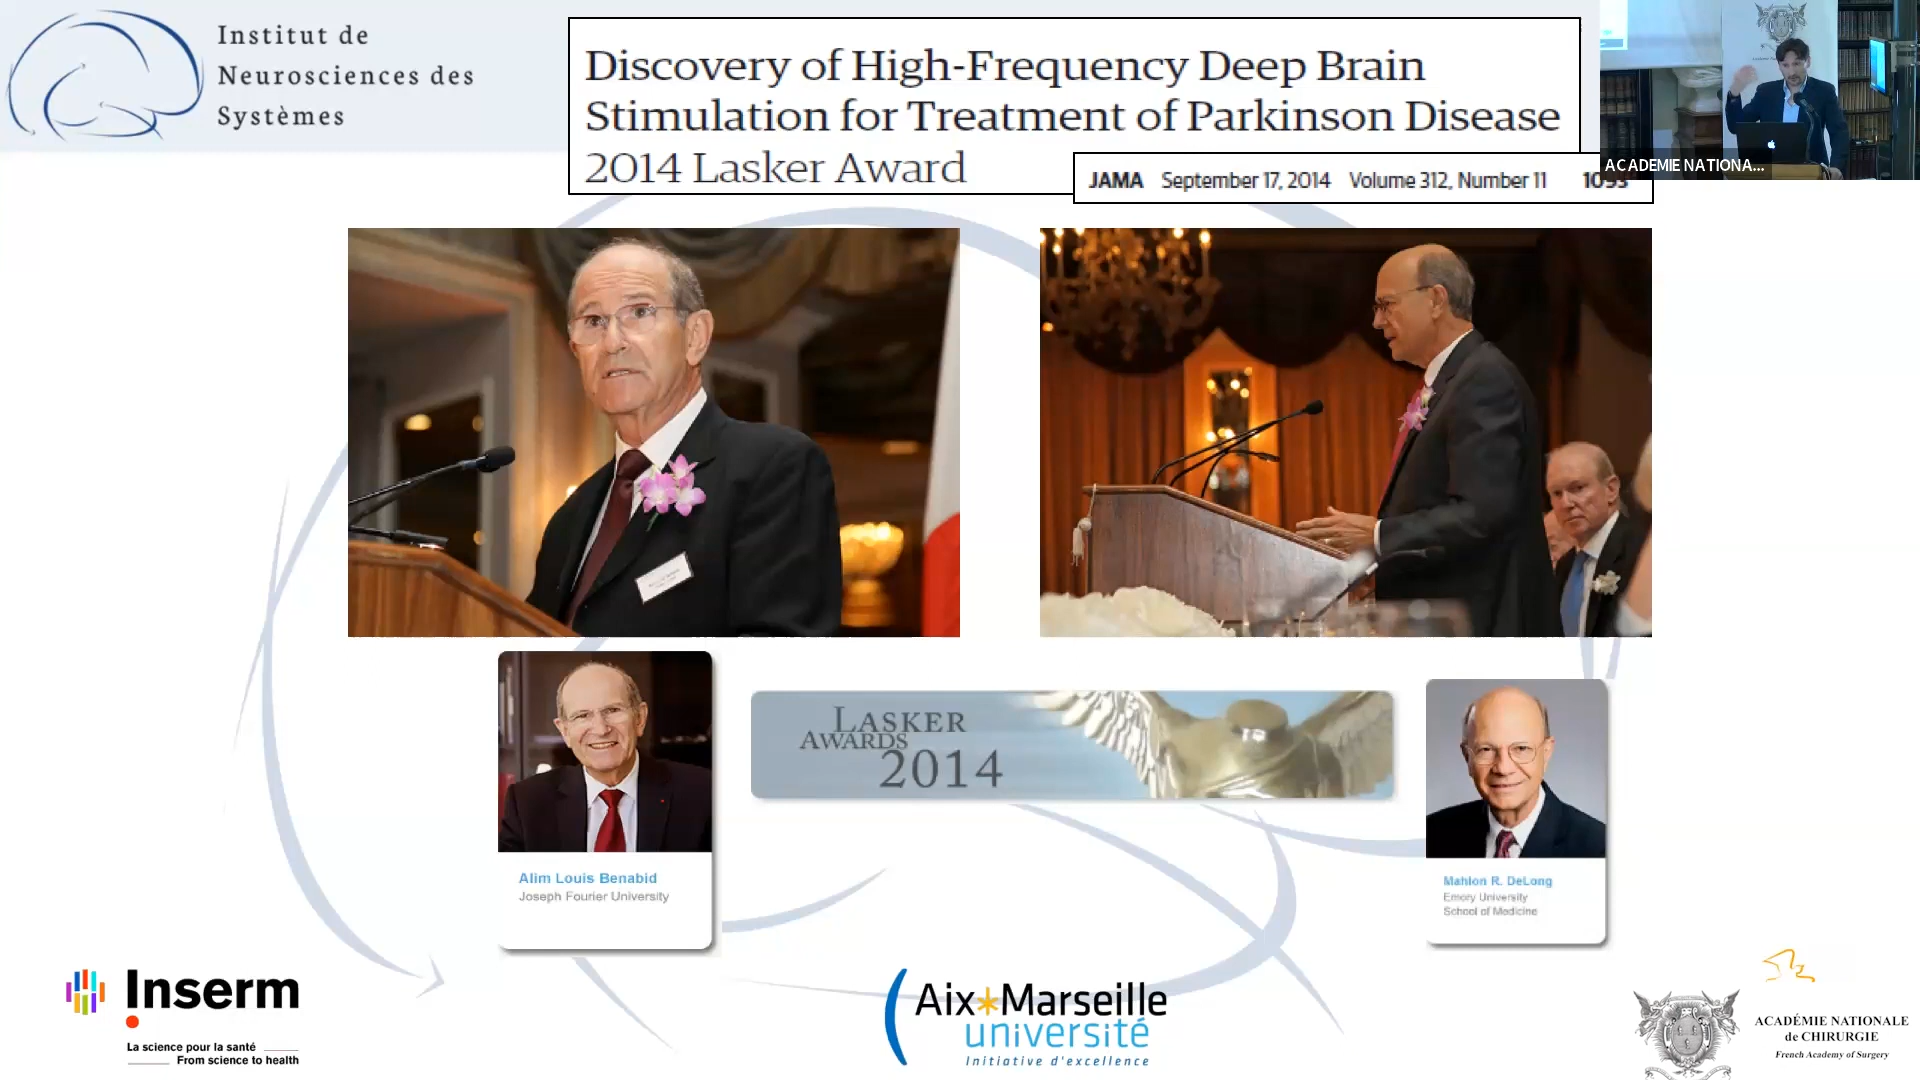 Institut de
Neurosciences des
Systèmes
Discovery of High-Frequency Deep Brain
Stimulation for Treatment of Parkinson Disease
2014 Lasker Award
JAMA September 17, 2014 Volume 312, Number 11 1093
ACADEMIE NATIONA...
LASKER
AWARDS
2014
Alim Louis Benabid
Joseph Fourier University
Mahlon R. DeLong
Emory University
School of Medicine
Inserm
La science pour la santé
From science to health
Aix Marseille
université
Initiative d'excellence
ACADÉMIE NATIONALE
de CHIRURGIE
French Academy of Surgery